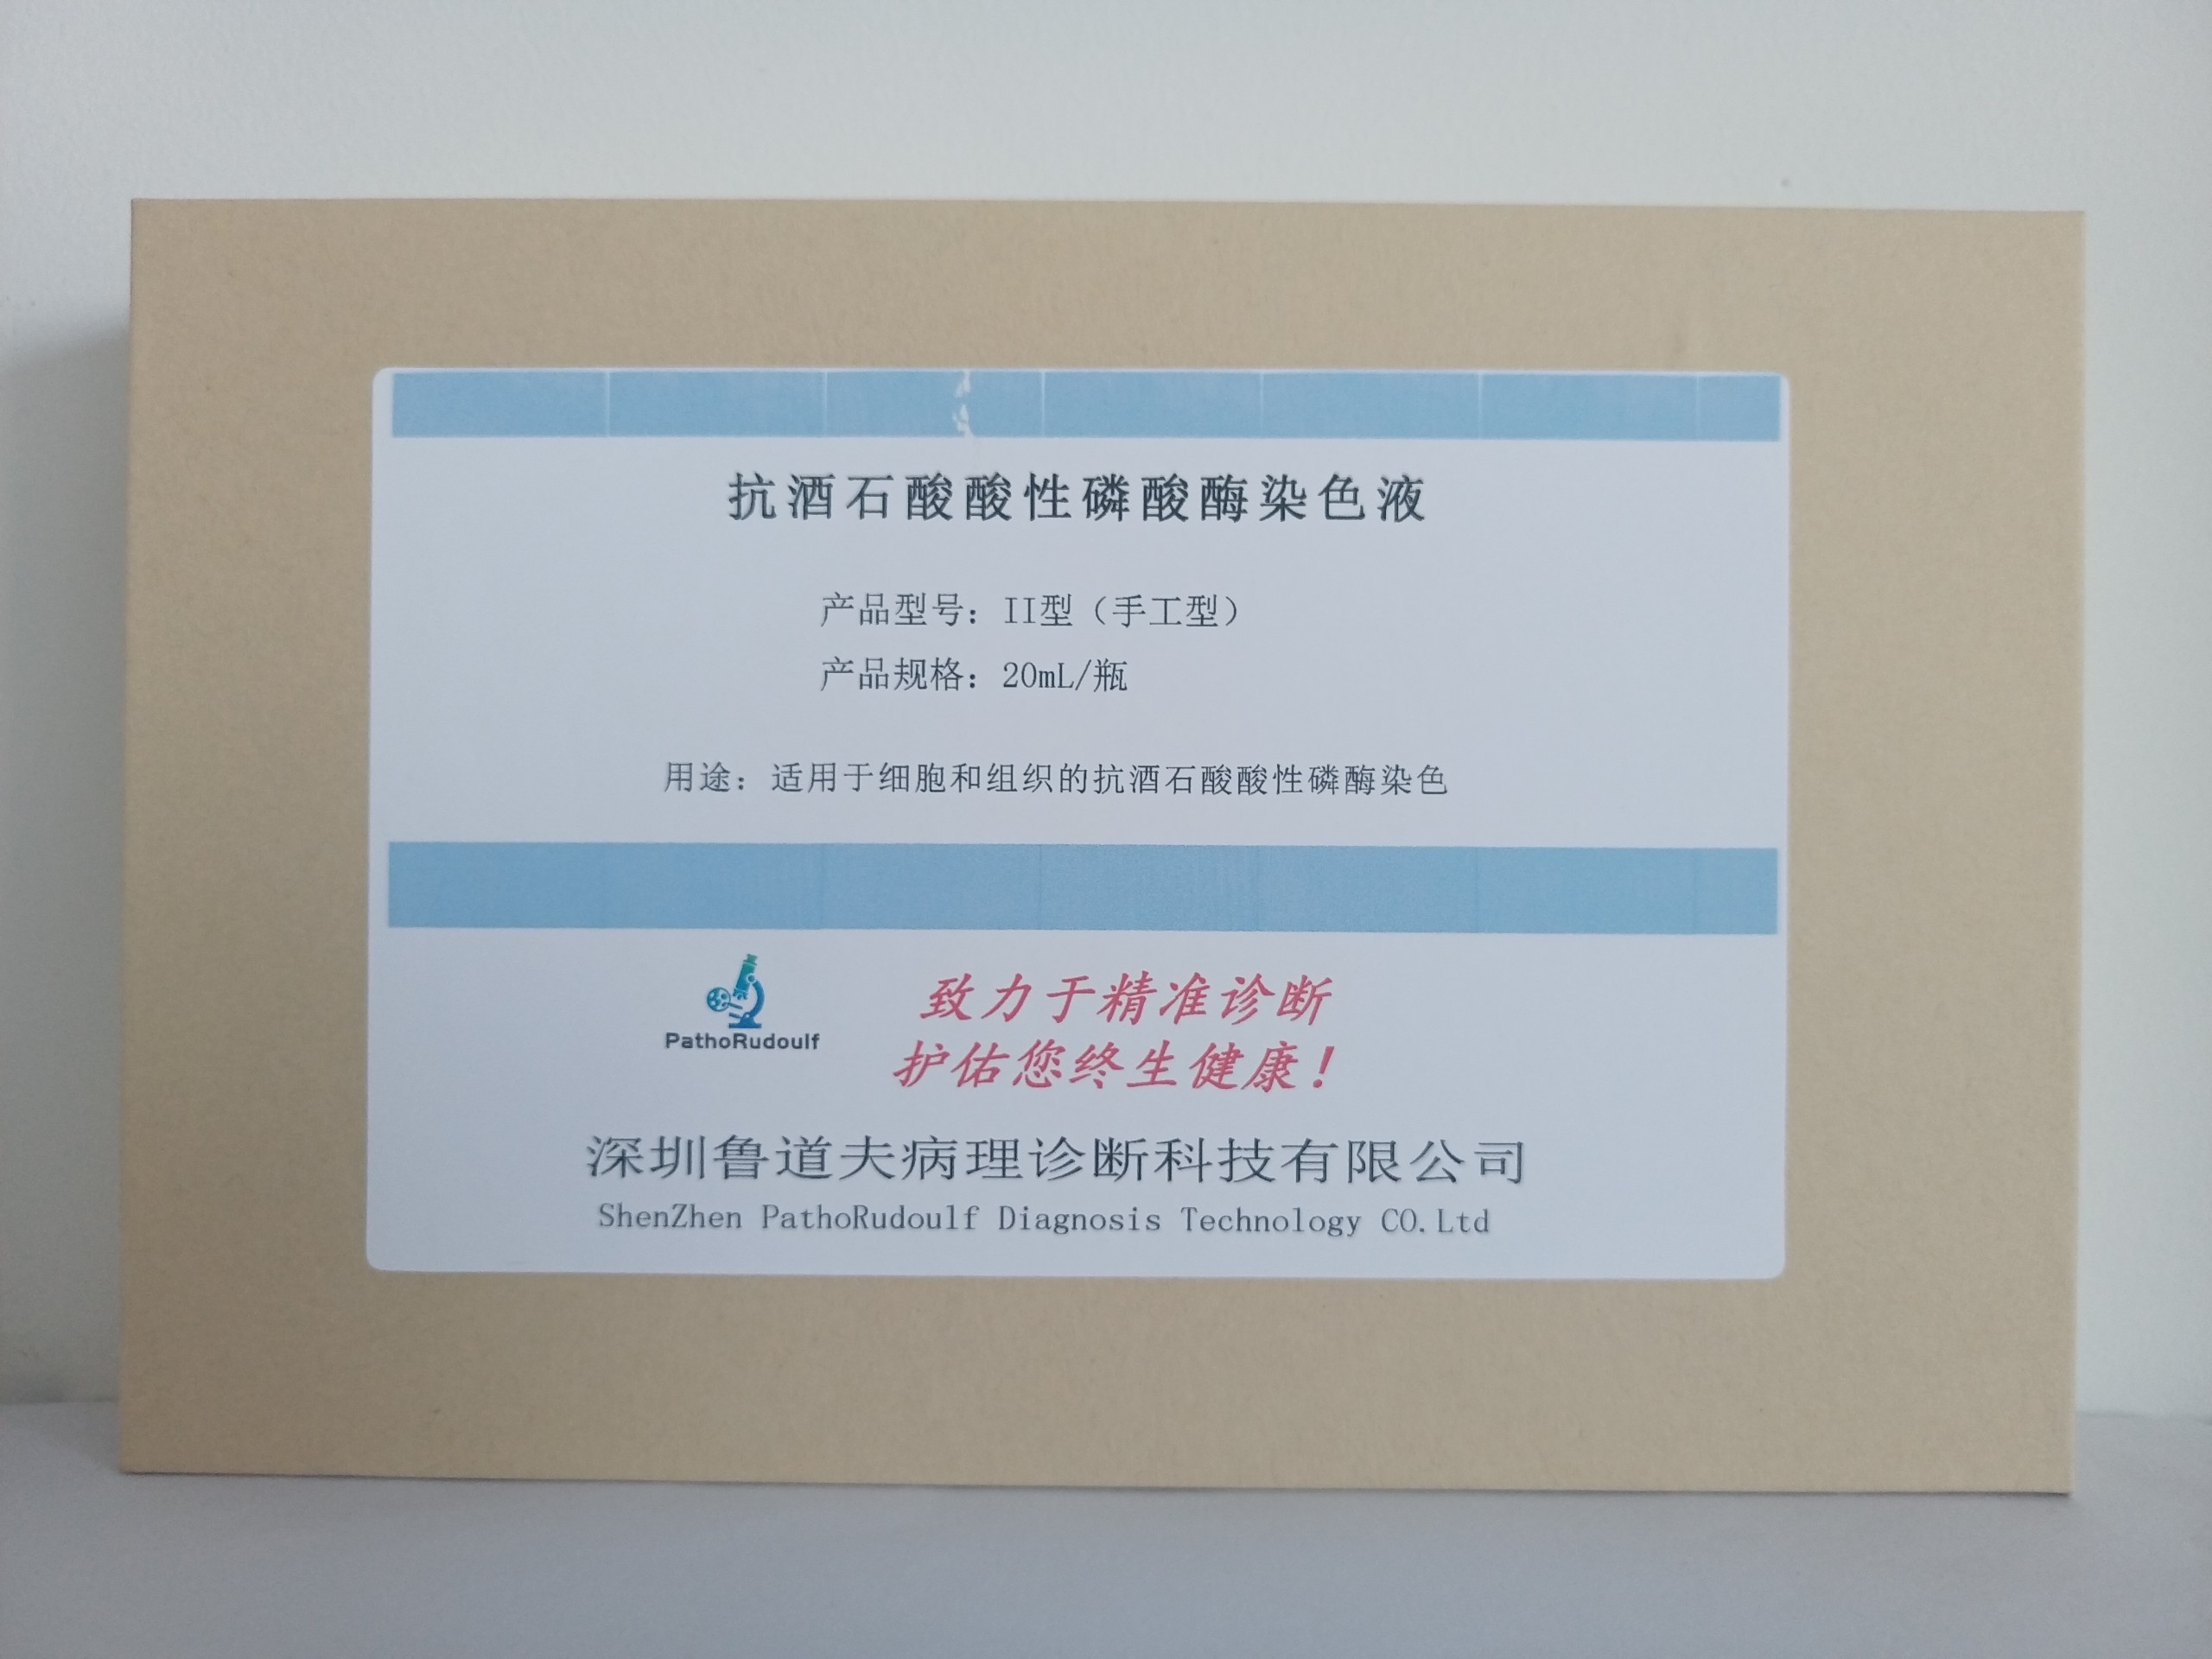 抗酒石酸酸性磷酸酶染色液
产品型号：II型（手工型）
产品规格：20mL/瓶
用途：适用于细胞和组织的抗酒石酸酸性磷酶染色
PathoRudoulf
致力于精准诊断
护佑您终生健康！
深圳鲁道夫病理诊断科技有限公司
ShenZhen PathoRudoulf Diagnosis Technology CO.Ltd